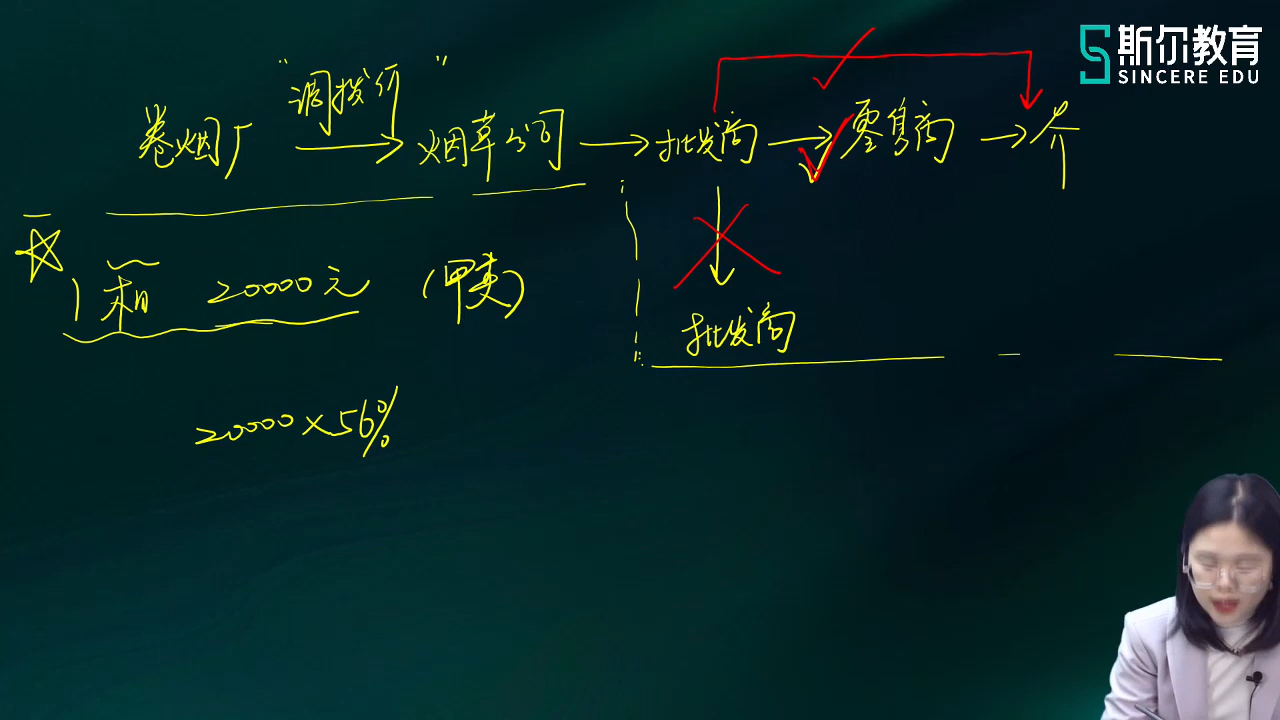 斯尔教育
SINCERE EDU
"调拨价"
卷烟厂 → 烟草公司 → 批发商 → 零售商 → 个
批发商
1箱 20000元 (甲类)
20000×56%